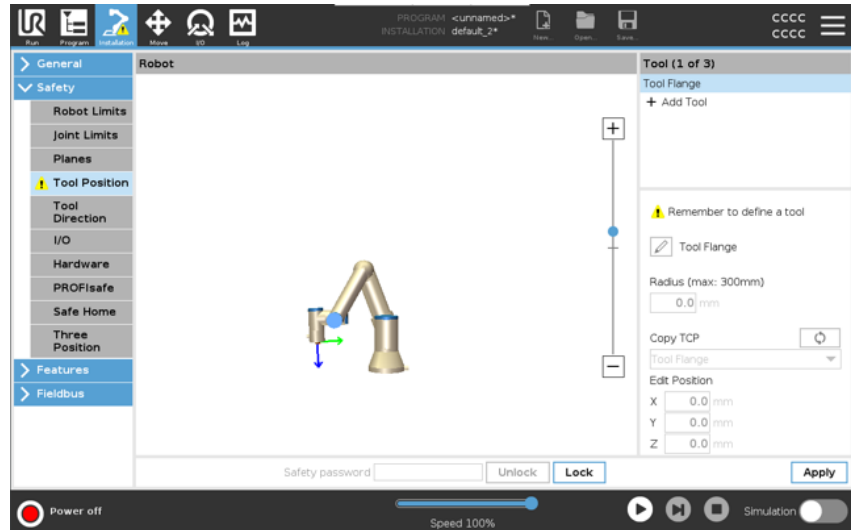 PROGRAM <unnamed>*
INSTALLATION default_2*
Run
Program
Installation
Move
I/O
Log
New...
Open...
Save...
CCCC
CCCC
General
Safety
Robot Limits
Joint Limits
Planes
Tool Position
Tool
Direction
I/O
Hardware
PROFIsafe
Safe Home
Three
Position
Features
Fieldbus
Robot
Tool (1 of 3)
Tool Flange
+ Add Tool
Remember to define a tool
Tool Flange
Radius (max: 300mm)
0.0 mm
Copy TCP
Tool Flange
Edit Position
X 0.0 mm
Y 0.0 mm
Z 0.0 mm
Safety password
Unlock
Lock
Apply
Power off
Speed 100%
Simulation